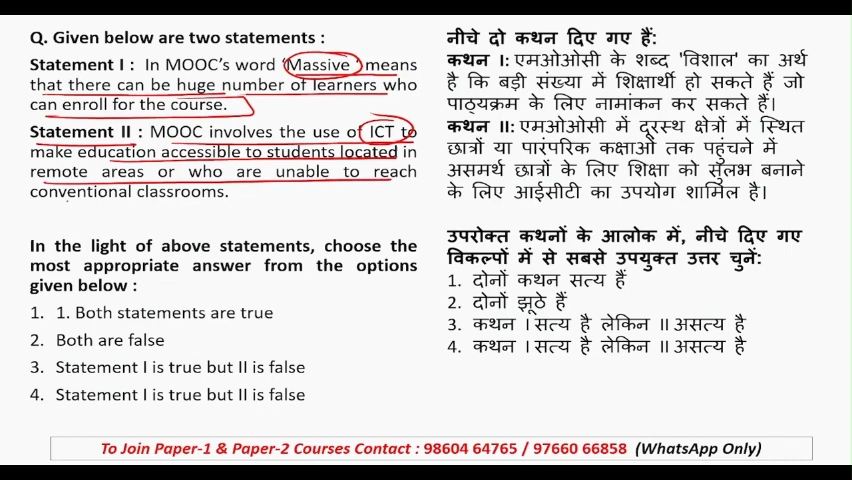 Q. Given below are two statements :
Statement I : In MOOC's word 'Massive ' means
that there can be huge number of learners who
can enroll for the course.
Statement II : MOOC involves the use of ICT to
make education accessible to students located in
remote areas or who are unable to reach
conventional classrooms.
In the light of above statements, choose the
most appropriate answer from the options
given below :
1. 1. Both statements are true
2. Both are false
3. Statement I is true but II is false
4. Statement I is true but II is false
नीचे दो कथन दिए गए हैं:
कथन I: एमओओसी के शब्द 'विशाल' का अर्थ
है कि बड़ी संख्या में शिक्षार्थी हो सकते हैं जो
पाठ्यक्रम के लिए नामांकन कर सकते हैं।
कथन II: एमओओसी में दूरस्थ क्षेत्रों में स्थित
छात्रों या पारंपरिक कक्षाओं तक पहुंचने में
असमर्थ छात्रों के लिए शिक्षा को सुलभ बनाने
के लिए आईसीटी का उपयोग शामिल है।
उपरोक्त कथनों के आलोक में, नीचे दिए गए
विकल्पों में से सबसे उपयुक्त उत्तर चुनें:
1. दोनों कथन सत्य हैं
2. दोनों झूठे हैं
3. कथन I सत्य है लेकिन II असत्य है
4. कथन I सत्य है लेकिन II असत्य है
To Join Paper-1 & Paper-2 Courses Contact : 98604 64765 / 97660 66858 (WhatsApp Only)